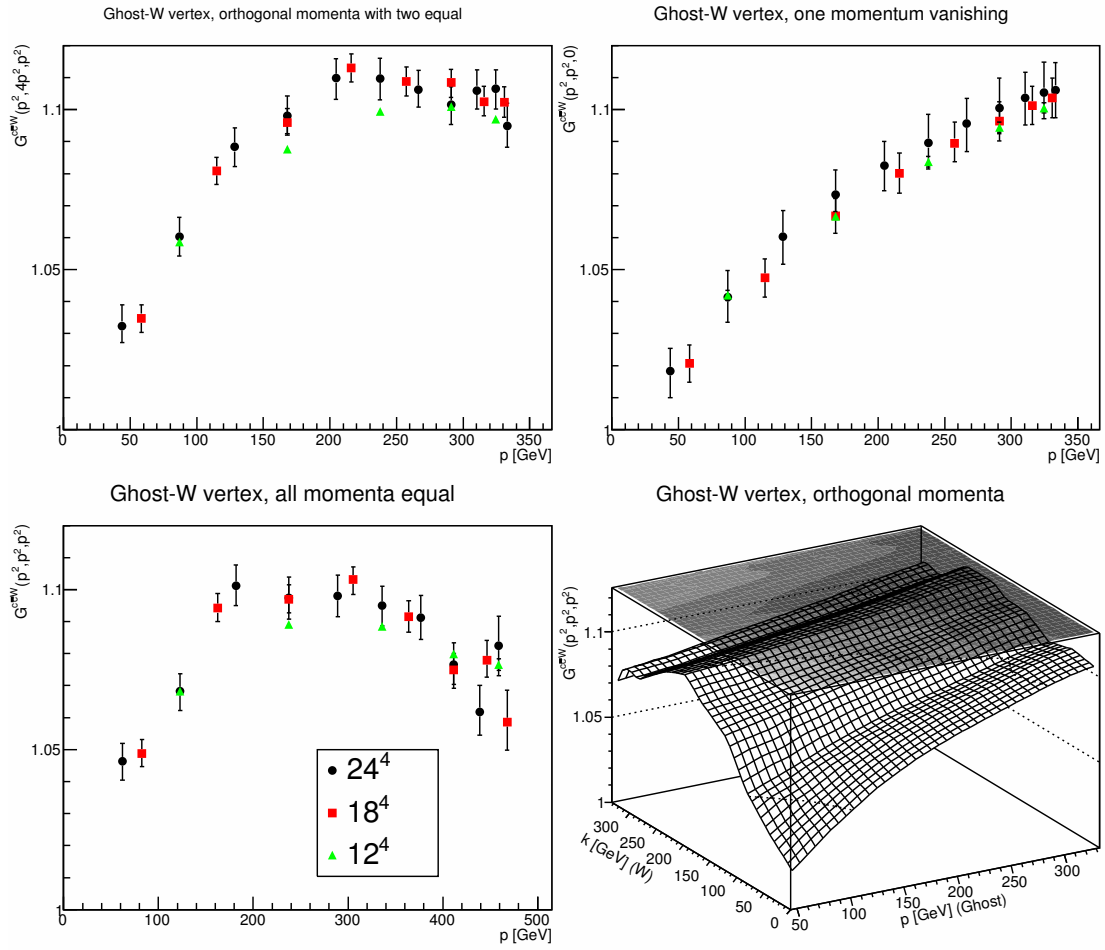 Ghost-W vertex, orthogonal momenta with two equal
G^{cc̄W}(p²,4p²,p²)
1.1
1.05
1
0 50 100 150 200 250 300 350
p [GeV]
Ghost-W vertex, one momentum vanishing
G^{cc̄W}(p²,p²,0)
1.1
1.05
1
0 50 100 150 200 250 300 350
p [GeV]
Ghost-W vertex, all momenta equal
G^{cc̄W}(p²,p²,p²)
1.1
1.05
1
24⁴
18⁴
12⁴
0 100 200 300 400 500
p [GeV]
Ghost-W vertex, orthogonal momenta
G^{cc̄W}(p²,p²,p²)
1.1
1.05
1
300 250 200 150 100 50 0
k [GeV] (W)
50 100 150 200 250 300
p [GeV] (Ghost)